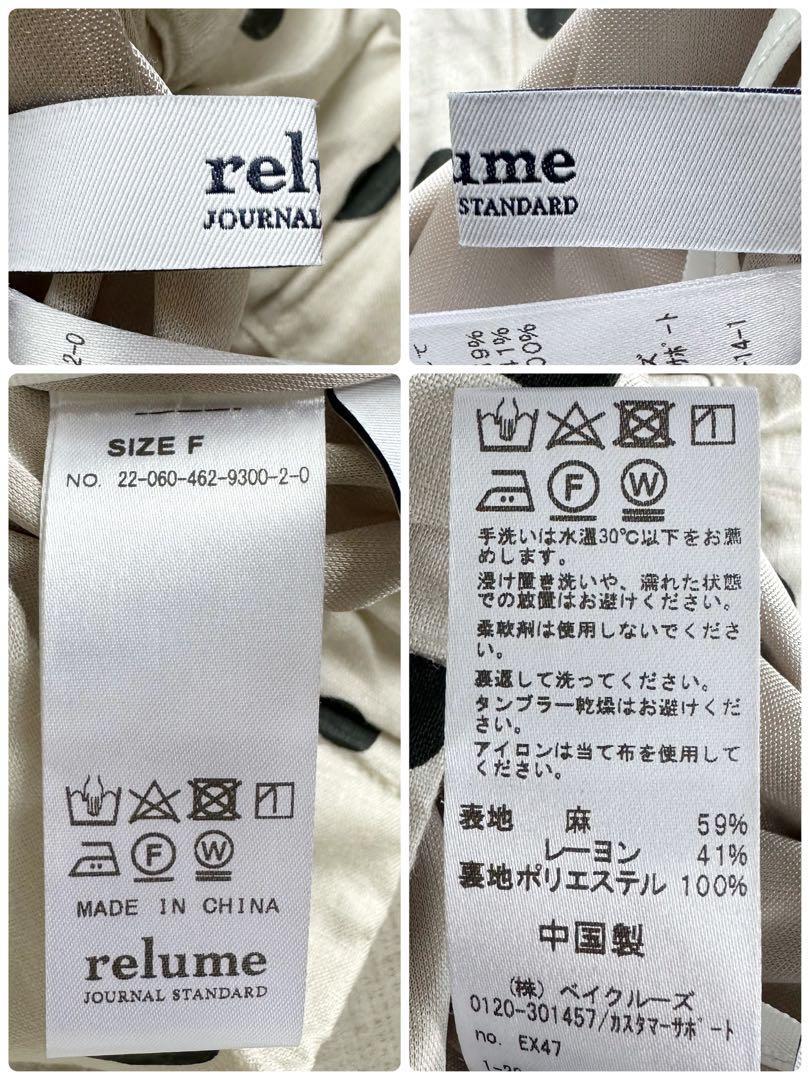 relu
JOURNAL
2-0
ume
STANDARD
SIZE F
NO. 22-060-462-9300-2-0
F
W
MADE IN CHINA
relume
JOURNAL STANDARD
F
W
手洗いは水温30℃以下をお薦
めします。
浸け置き洗いや、濡れた状態
での放置はお避けください。
柔軟剤は使用しないでくださ
い。
裏返して洗ってください。
タンブラー乾燥はお避けくだ
さい。
アイロンは当て布を使用して
ください。
表地 麻 59%
レーヨン 41%
裏地ポリエステル 100%
中国製
(株) ベイクルーズ
0120-301457/カスタマーサポート
no. EX47